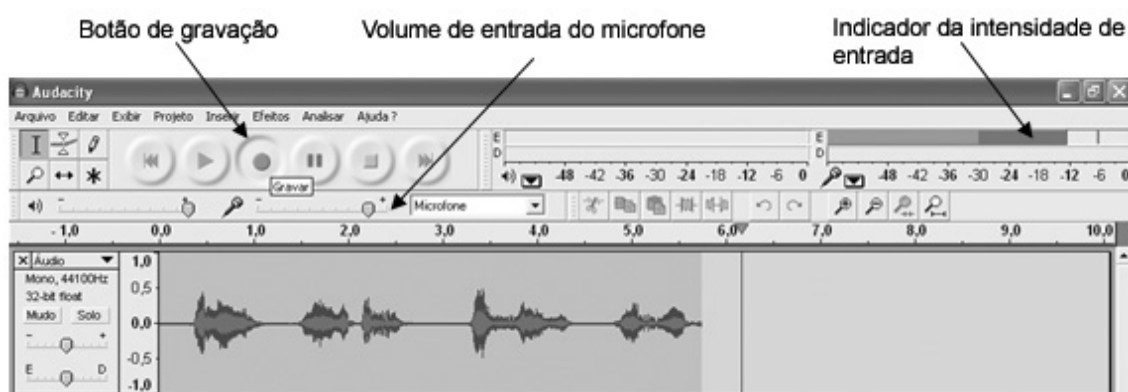 Botão de gravação
Volume de entrada do microfone
Indicador da intensidade de
entrada
Audacity
Arquivo Editar Exibir Projeto Inserir Efeitos Analisar Ajuda ?
E
D
-48 -42 -36 -30 -24 -18 -12 -6 0
E
D
-48 -42 -36 -30 -24 -18 -12 -6 0
Gravar
Microfone
- 1,0 0,0 1,0 2,0 3,0 4,0 5,0 6,0 7,0 8,0 9,0 10,0
Áudio
Mono, 44100Hz
32-bit float
Mudo Solo
- +
E D
1,0
0,5
0,0
-0,5
-1,0